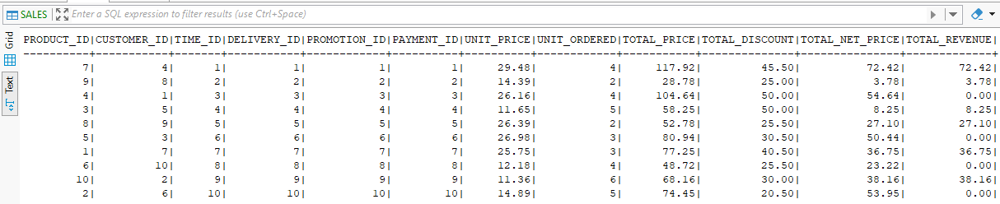 SALES Enter a SQL expression to filter results (use Ctrl+Space)
Grid
Text
PRODUCT_ID|CUSTOMER_ID|TIME_ID|DELIVERY_ID|PROMOTION_ID|PAYMENT_ID|UNIT_PRICE|UNIT_ORDERED|TOTAL_PRICE|TOTAL_DISCOUNT|TOTAL_NET_PRICE|TOTAL_REVENUE|
----------+-----------+-------+-----------+------------+----------+----------+------------+-----------+--------------+---------------+-------------+
7| 4| 1| 1| 1| 1| 29.48| 4| 117.92| 45.50| 72.42| 72.42|
9| 8| 2| 2| 2| 2| 14.39| 2| 28.78| 25.00| 3.78| 3.78|
4| 1| 3| 3| 3| 3| 26.16| 4| 104.64| 50.00| 54.64| 0.00|
3| 5| 4| 4| 4| 4| 11.65| 5| 58.25| 50.00| 8.25| 8.25|
8| 9| 5| 5| 5| 5| 26.39| 2| 52.78| 25.50| 27.10| 27.10|
5| 3| 6| 6| 6| 6| 26.98| 3| 80.94| 30.50| 50.44| 0.00|
1| 7| 7| 7| 7| 7| 25.75| 3| 77.25| 40.50| 36.75| 36.75|
6| 10| 8| 8| 8| 8| 12.18| 4| 48.72| 25.50| 23.22| 0.00|
10| 2| 9| 9| 9| 9| 11.36| 6| 68.16| 30.00| 38.16| 38.16|
2| 6| 10| 10| 10| 10| 14.89| 5| 74.45| 20.50| 53.95| 0.00|